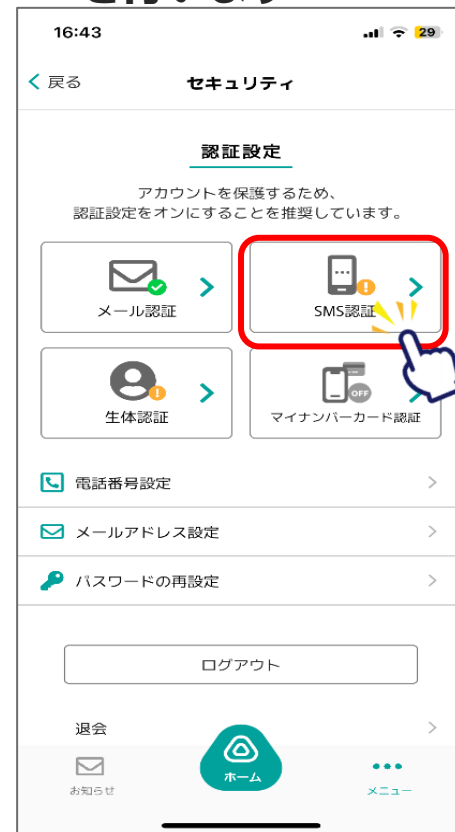 を行います
16:43
29
戻る
セキュリティ
認証設定
アカウントを保護するため、
認証設定をオンにすることを推奨しています。
メール認証
SMS認証
生体認証
OFF
マイナンバーカード認証
電話番号設定
メールアドレス設定
パスワードの再設定
ログアウト
退会
お知らせ
ホーム
メニュー